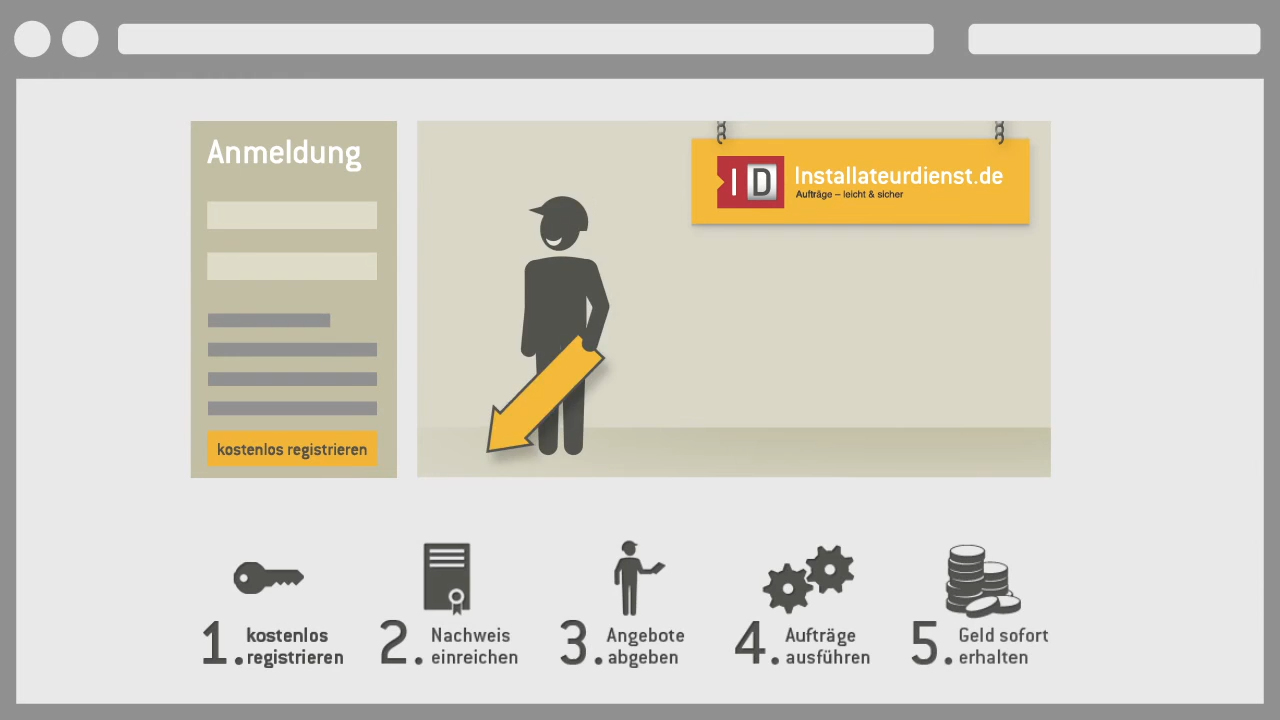 Anmeldung
I D Installateurdienst.de
Aufträge – leicht & sicher
kostenlos registrieren
1. kostenlos
registrieren
2. Nachweis
einreichen
3. Angebote
abgeben
4. Aufträge
ausführen
5. Geld sofort
erhalten